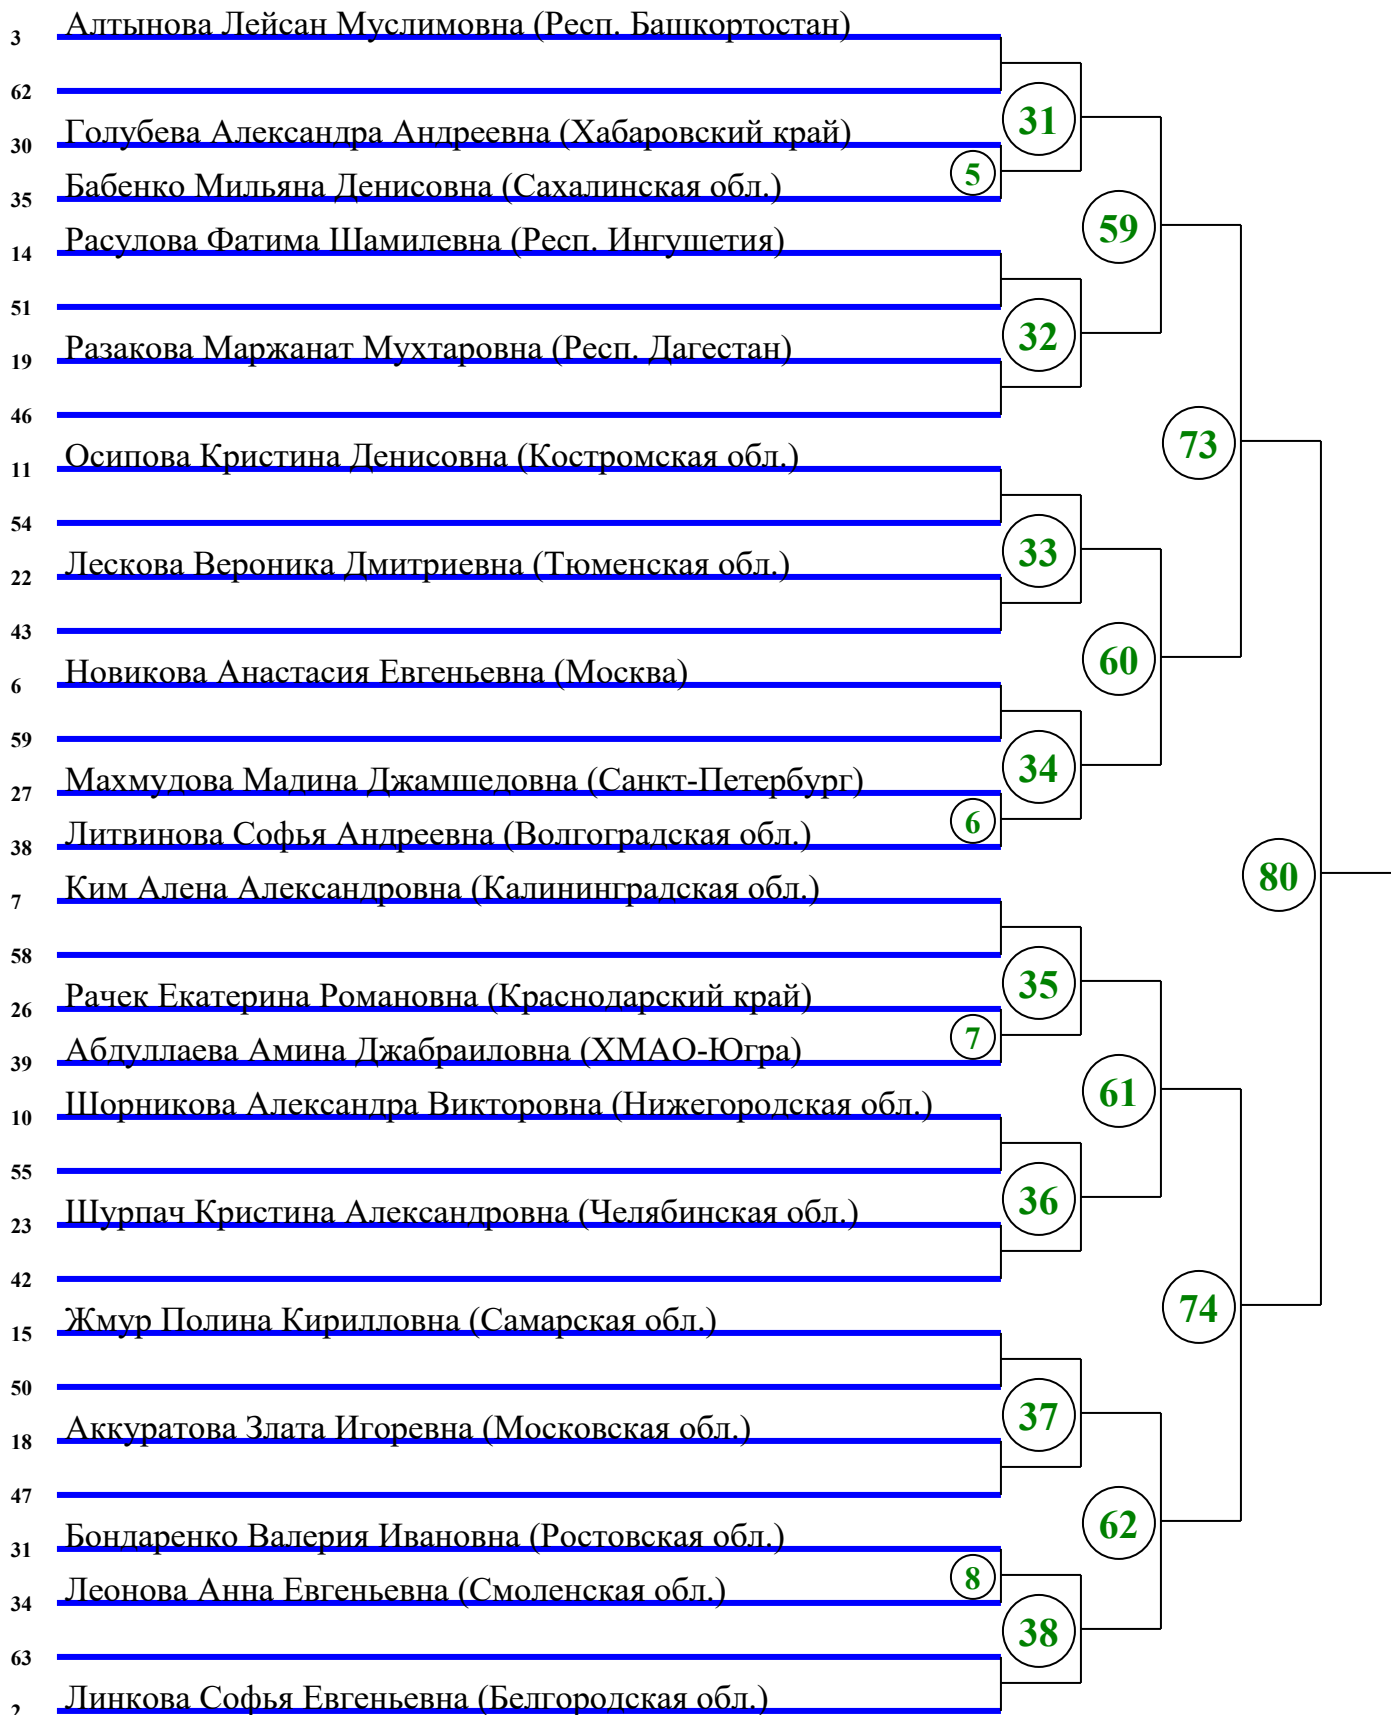 3 Алтынова Лейсан Муслимовна (Респ. Башкортостан)
62
31
30 Голубева Александра Андреевна (Хабаровский край)
5
35 Бабенко Мильяна Денисовна (Сахалинская обл.)
59
14 Расулова Фатима Шамилевна (Респ. Ингушетия)
51
32
19 Разакова Маржанат Мухтаровна (Респ. Дагестан)
46
73
11 Осипова Кристина Денисовна (Костромская обл.)
54
33
22 Лескова Вероника Дмитриевна (Тюменская обл.)
43
60
6 Новикова Анастасия Евгеньевна (Москва)
59
34
27 Махмудова Мадина Джамшедовна (Санкт-Петербург)
6
38 Литвинова Софья Андреевна (Волгоградская обл.)
80
7 Ким Алена Александровна (Калининградская обл.)
58
35
26 Рачек Екатерина Романовна (Краснодарский край)
7
39 Абдуллаева Амина Джабраиловна (ХМАО-Югра)
61
10 Шорникова Александра Викторовна (Нижегородская обл.)
55
36
23 Шурпач Кристина Александровна (Челябинская обл.)
42
74
15 Жмур Полина Кирилловна (Самарская обл.)
50
37
18 Аккуратова Злата Игоревна (Московская обл.)
47
62
31 Бондаренко Валерия Ивановна (Ростовская обл.)
8
34 Леонова Анна Евгеньевна (Смоленская обл.)
38
63
2 Линкова Софья Евгеньевна (Белгородская обл.)